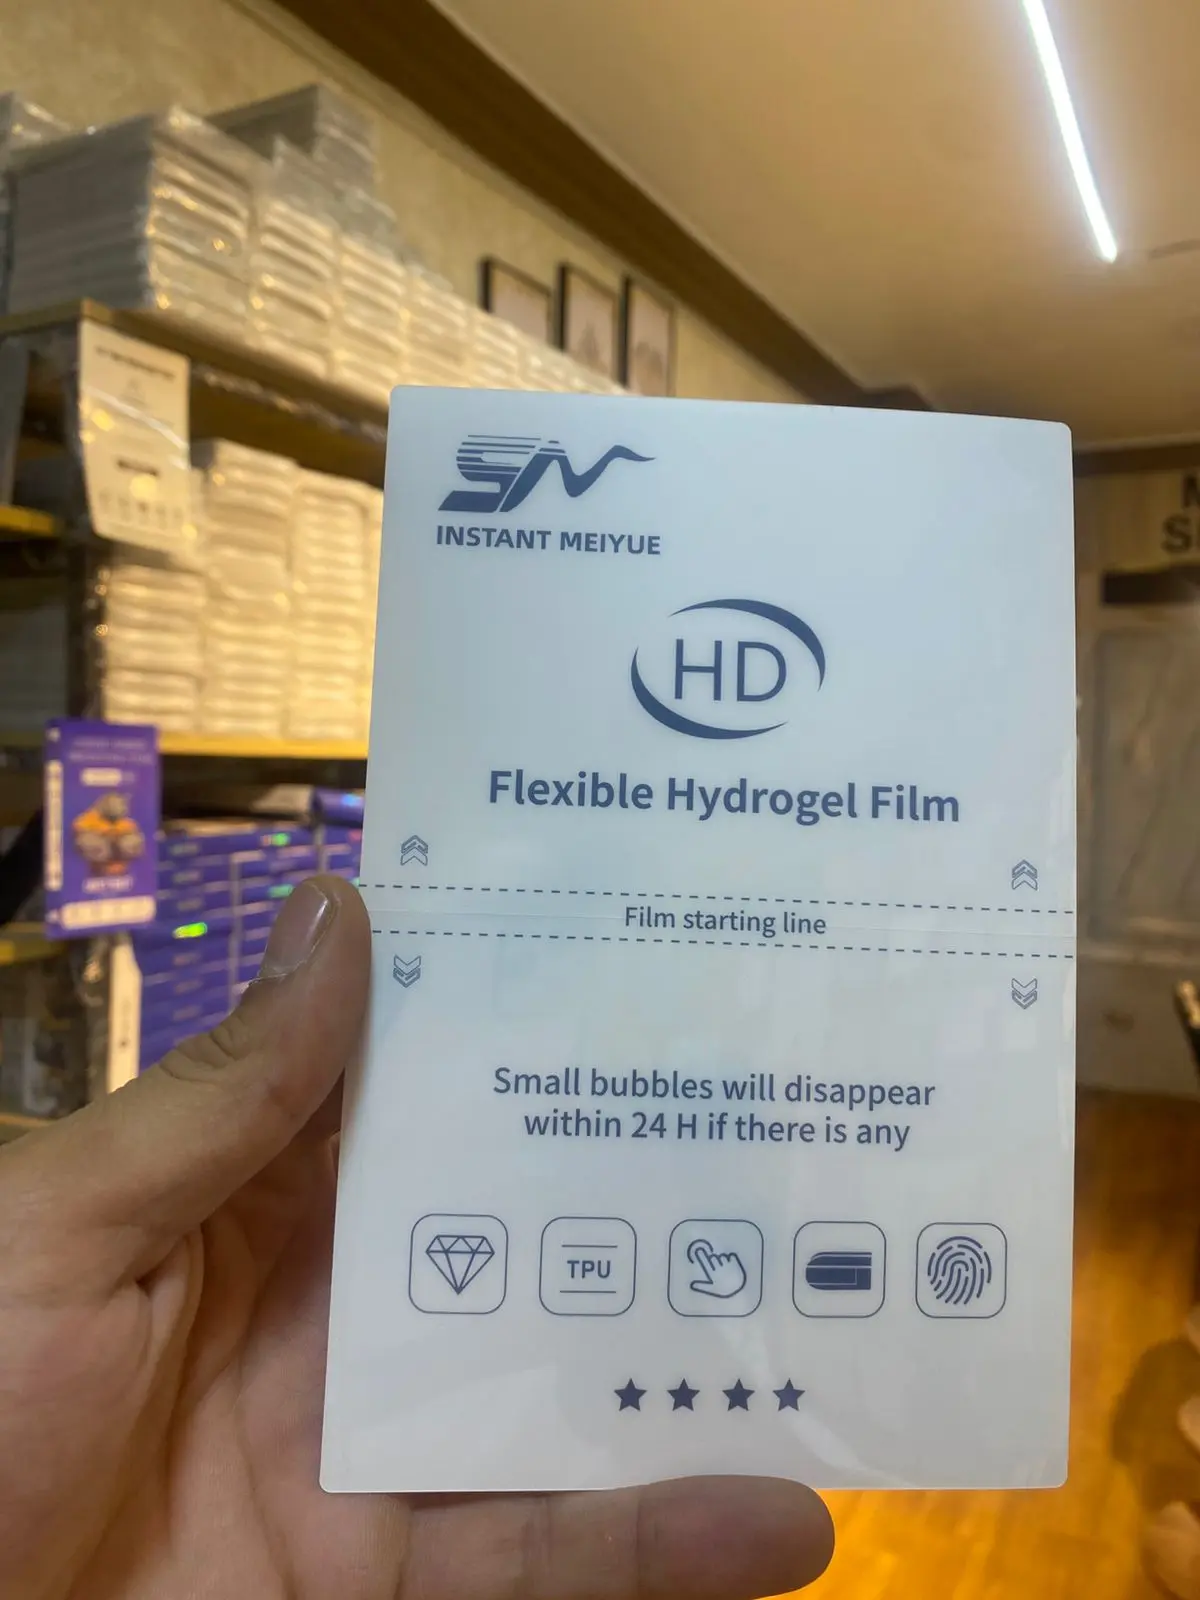 INSTANT MEIYUE
HD
Flexible Hydrogel Film
Film starting line
Small bubbles will disappear
within 24 H if there is any
TPU